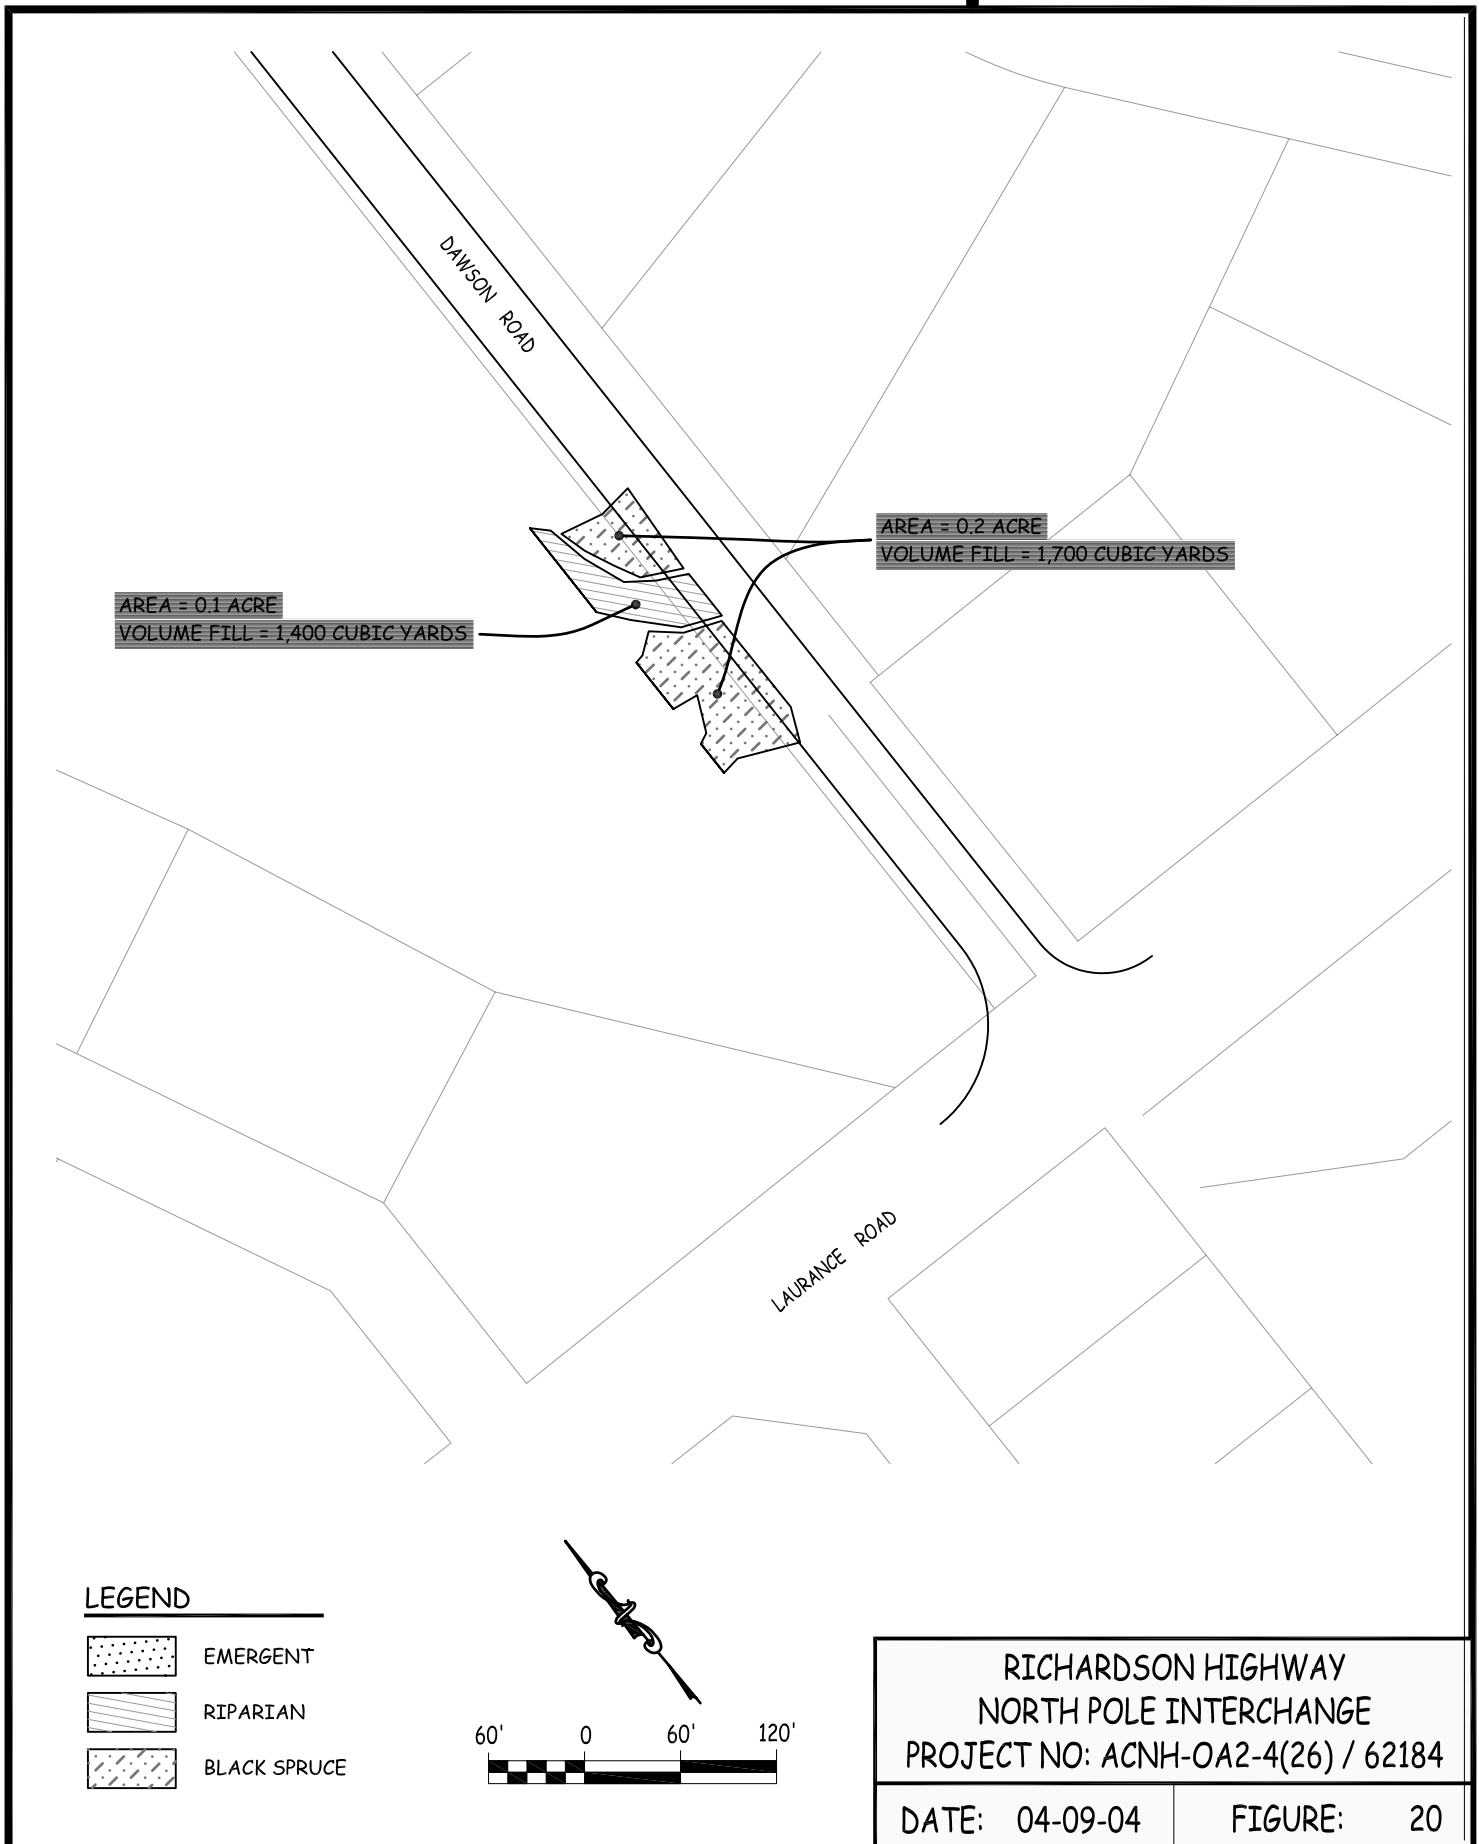 DAWSON ROAD
AREA = 0.2 ACRE
VOLUME FILL = 1,700 CUBIC YARDS
AREA = 0.1 ACRE
VOLUME FILL = 1,400 CUBIC YARDS
LAURANCE ROAD
LEGEND
EMERGENT
RIPARIAN
BLACK SPRUCE
60' 0 60' 120'
RICHARDSON HIGHWAY
NORTH POLE INTERCHANGE
PROJECT NO: ACNH-OA2-4(26) / 62184
DATE: 04-09-04 FIGURE: 20